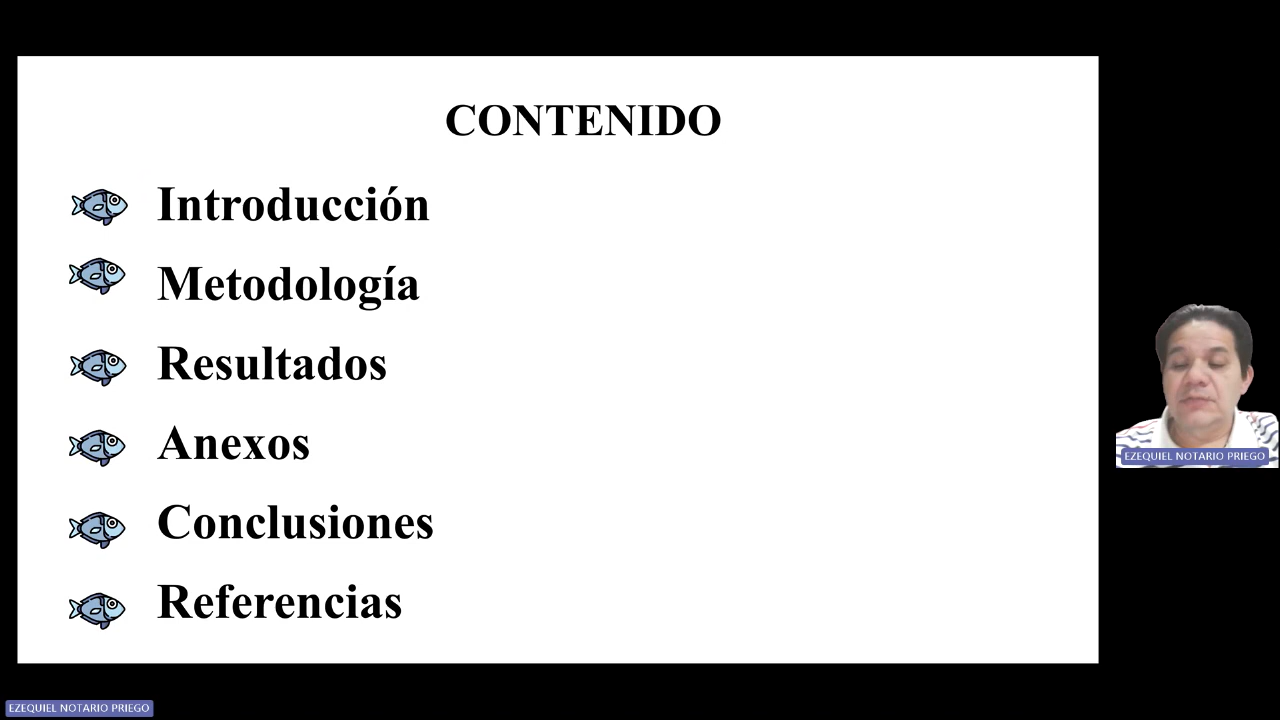 CONTENIDO
Introducción
Metodología
Resultados
Anexos
Conclusiones
Referencias
EZEQUIEL NOTARIO PRIEGO
EZEQUIEL NOTARIO PRIEGO